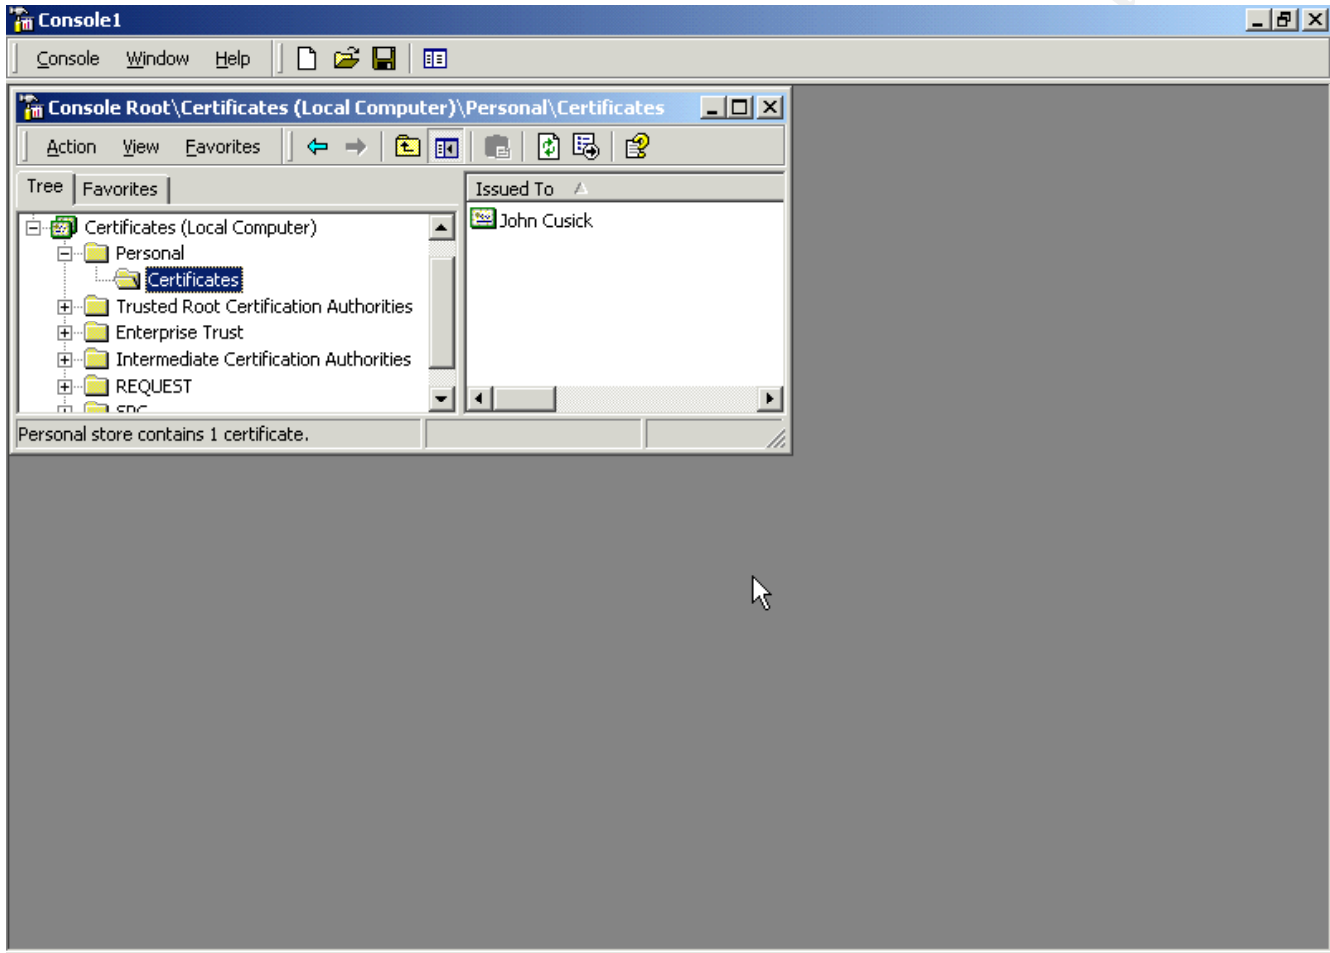 Console1
Console Window Help
Console Root\Certificates (Local Computer)\Personal\Certificates
Action View Favorites
Tree Favorites
Issued To
Certificates (Local Computer)
John Cusick
Personal
Certificates
Trusted Root Certification Authorities
Enterprise Trust
Intermediate Certification Authorities
REQUEST
Personal store contains 1 certificate.